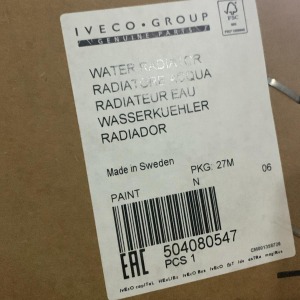 IVECO·GROUP
GENUINE PARTS
FSC
WATER RADIATOR
RADIATORE ACQUA
RADIATEUR EAU
WASSERKUEHLER
RADIADOR
Made in Sweden
PKG: 27M 06
PAINT N
EAC
504080547
PCS 1